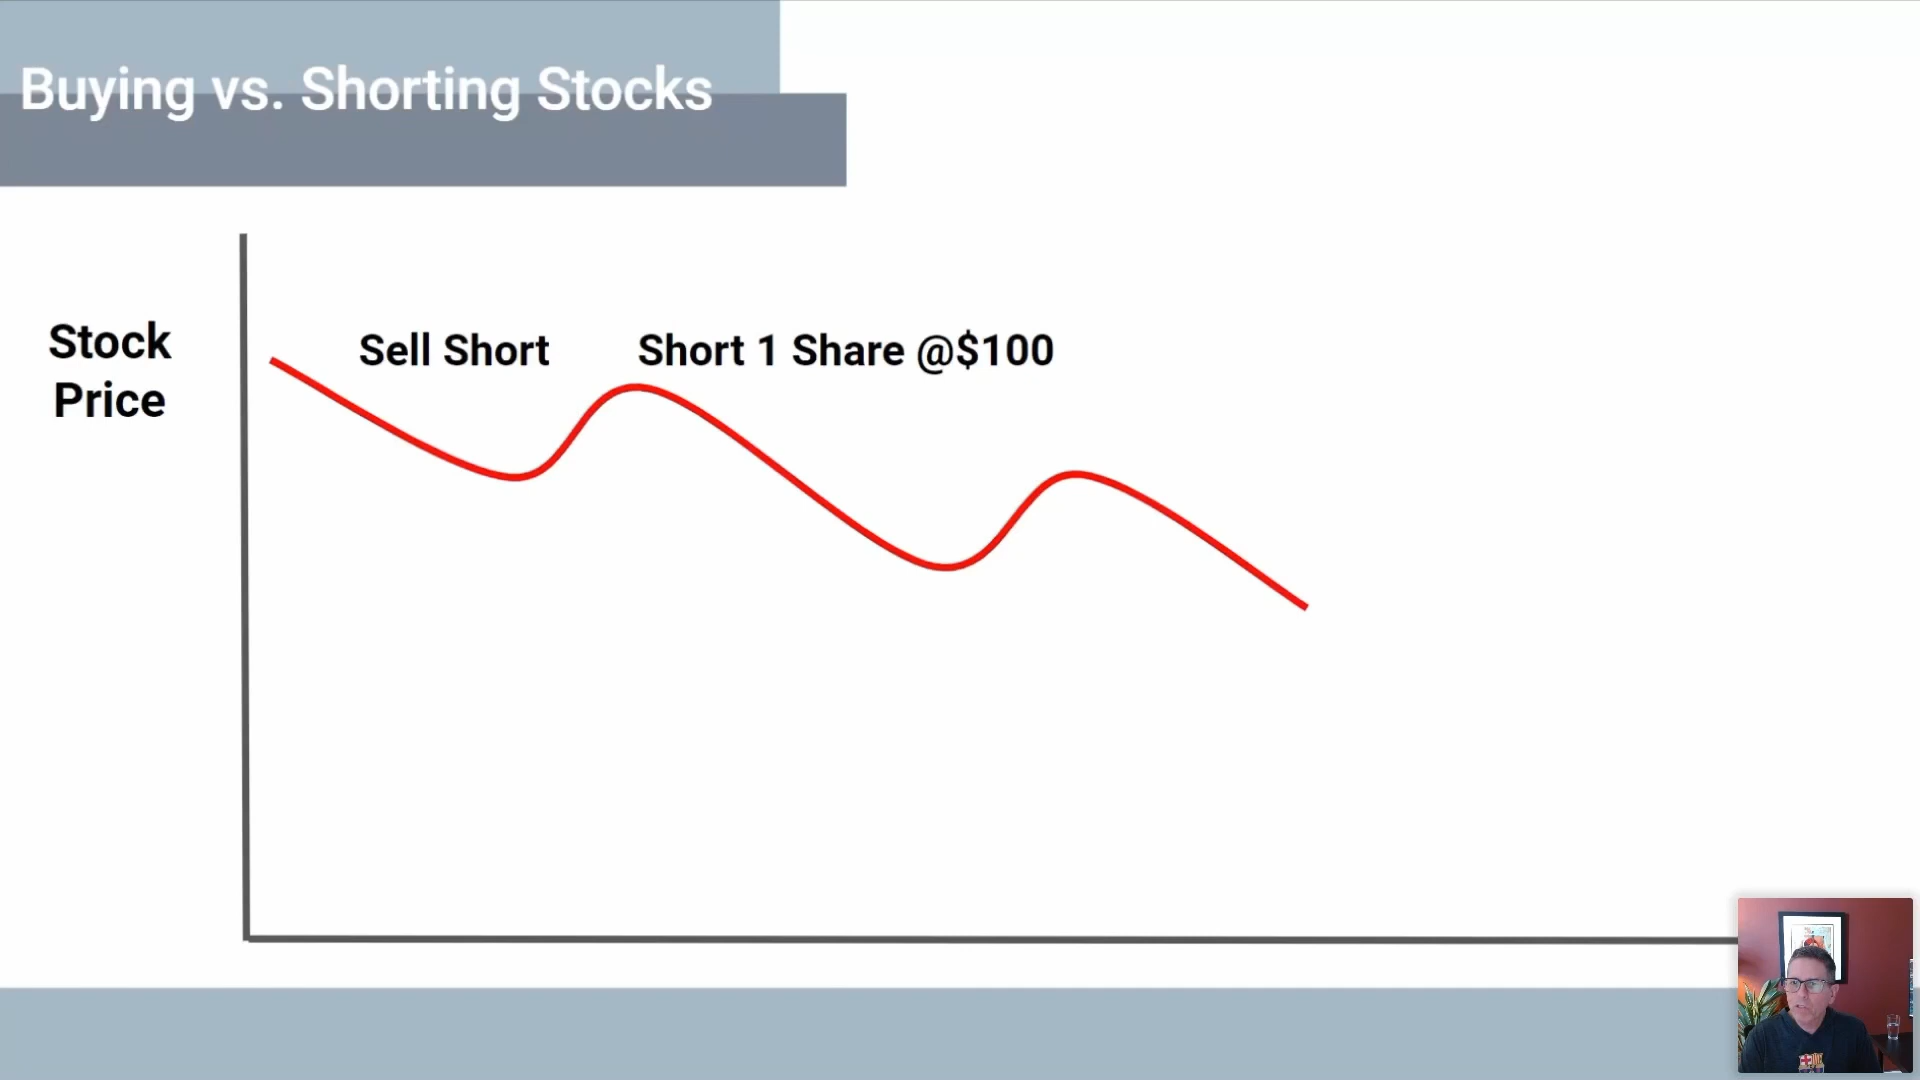 Buying vs. Shorting Stocks
Stock
Price
Sell Short
Short 1 Share @$100